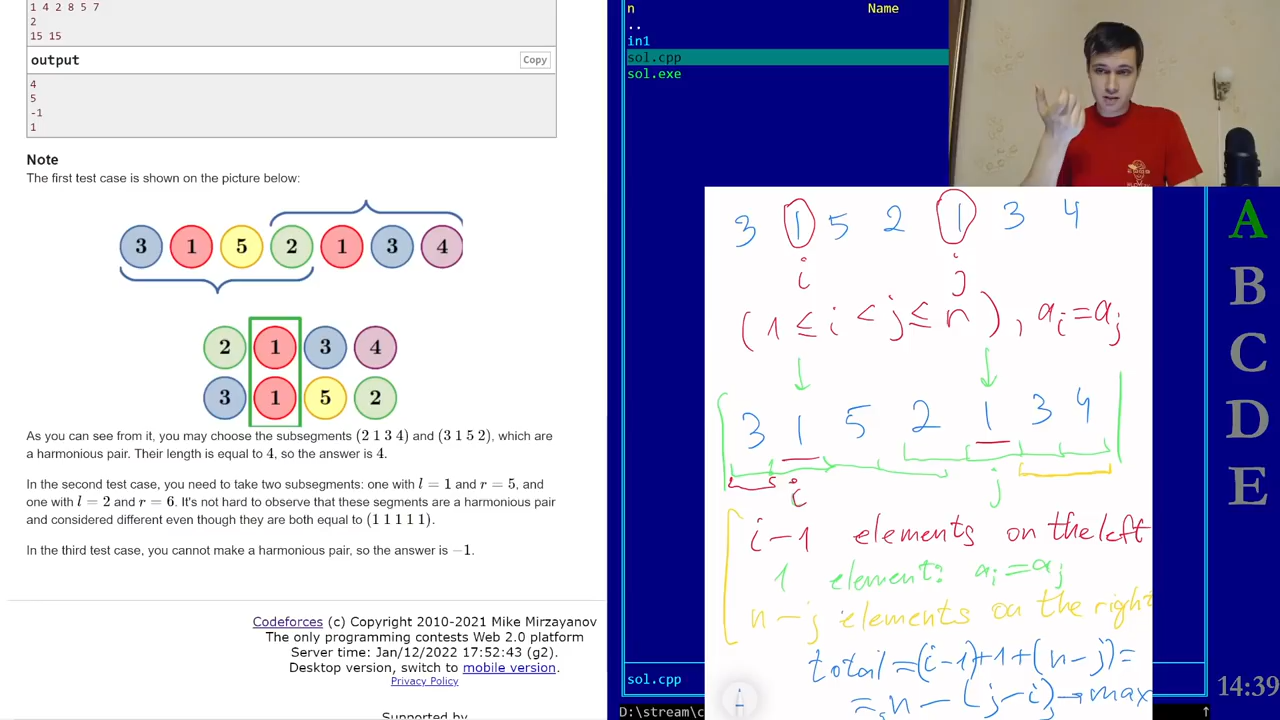 1 4 2 8 5 7
2
15 15
output
Copy
4
5
-1
1
Note
The first test case is shown on the picture below:
3 1 5 2 1 3 4
2 1 3 4
3 1 5 2
As you can see from it, you may choose the subsegments (2 1 3 4) and (3 1 5 2), which are
a harmonious pair. Their length is equal to 4, so the answer is 4.
In the second test case, you need to take two subsegments: one with l = 1 and r = 5, and
one with l = 2 and r = 6. It's not hard to observe that these segments are a harmonious pair
and considered different even though they are both equal to (1 1 1 1 1).
In the third test case, you cannot make a harmonious pair, so the answer is −1.
Codeforces (c) Copyright 2010-2021 Mike Mirzayanov
The only programming contests Web 2.0 platform
Server time: Jan/12/2022 17:52:43 (g2).
Desktop version, switch to mobile version.
Privacy Policy
Supported by
n Name
..
in1
sol.cpp
sol.exe
3 1 5 2 1 3 4
i j
(1 ≤ i < j ≤ n), a_i = a_j
3 1 5 2 1 3 4
i j
i−1 elements on the left
1 element: a_i = a_j
n−j elements on the right
total = (i−1)+1+(n−j) =
= n − (j−i) → max
sol.cpp
D:\stream\c
A
B
C
D
E
14:39